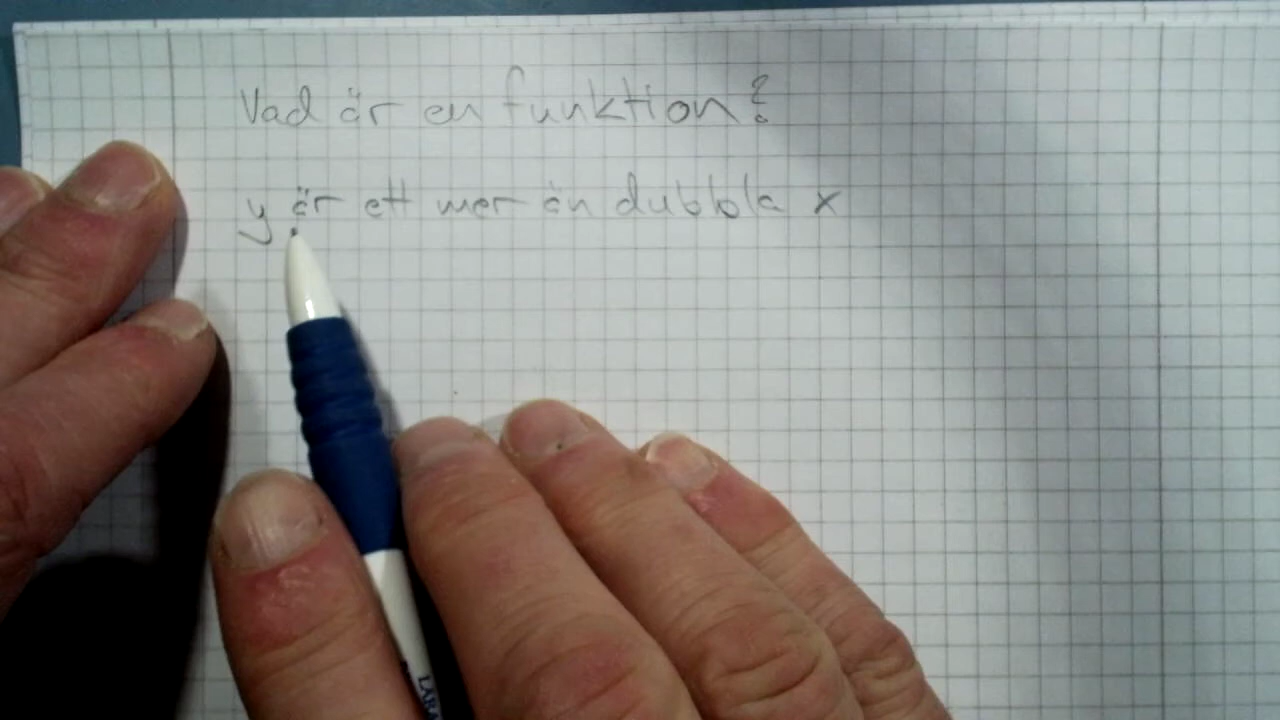 Vad är en funktion?
y är ett mer än dubbla x